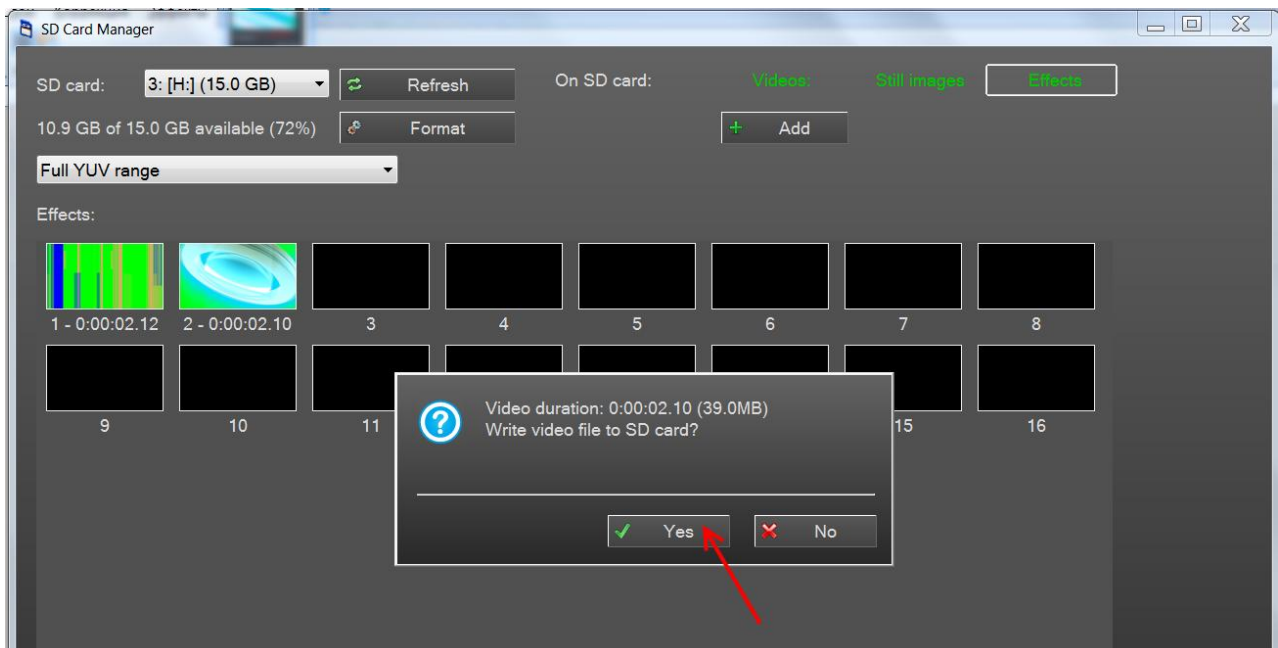 SD Card Manager
SD card: 3: [H:] (15.0 GB) Refresh On SD card: Videos: Still images Effects
10.9 GB of 15.0 GB available (72%) Format Add
Full YUV range
Effects:
1 - 0:00:02.12 2 - 0:00:02.10 3 4 5 6 7 8
9 10 11 15 16
Video duration: 0:00:02.10 (39.0MB)
Write video file to SD card?
Yes No